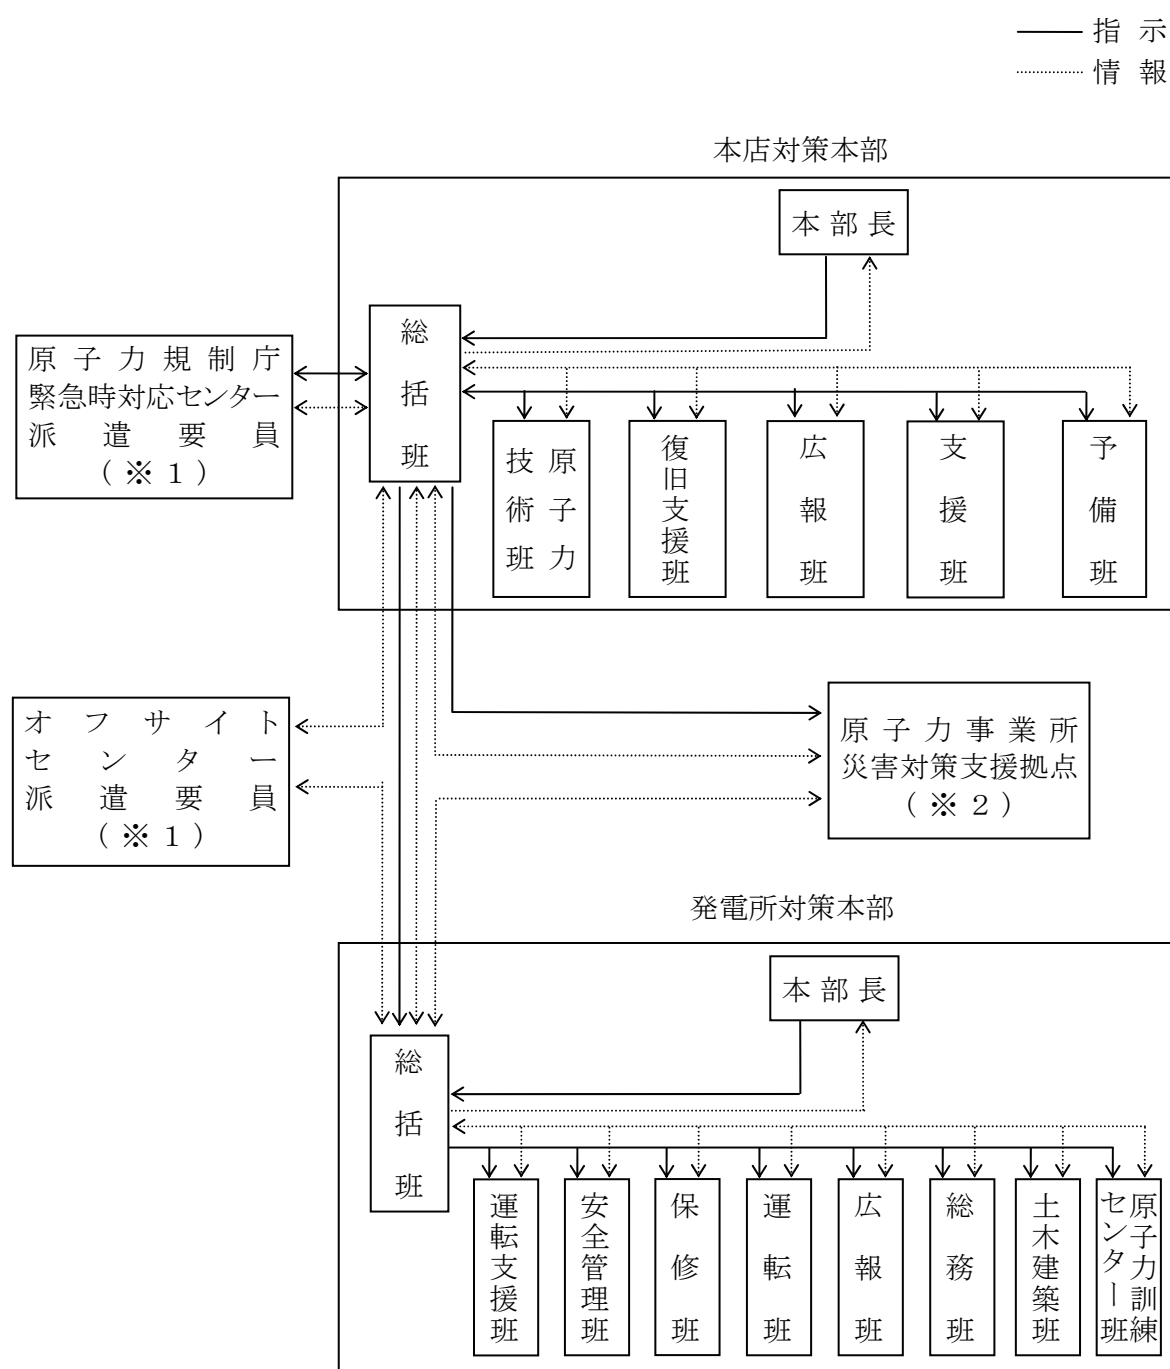 指示
情報
本店対策本部
本部長
総括班
原子力規制庁
緊急時対応センター
派遣要員
(※1)
原子力
技術班
復旧支援班
広報班
支援班
予備班
オフサイト
センター
派遣要員
(※1)
原子力事業所
災害対策支援拠点
(※2)
発電所対策本部
本部長
総括班
運転支援班
安全管理班
保修班
運転班
広報班
総務班
土木建築班
原子力訓練
センター班